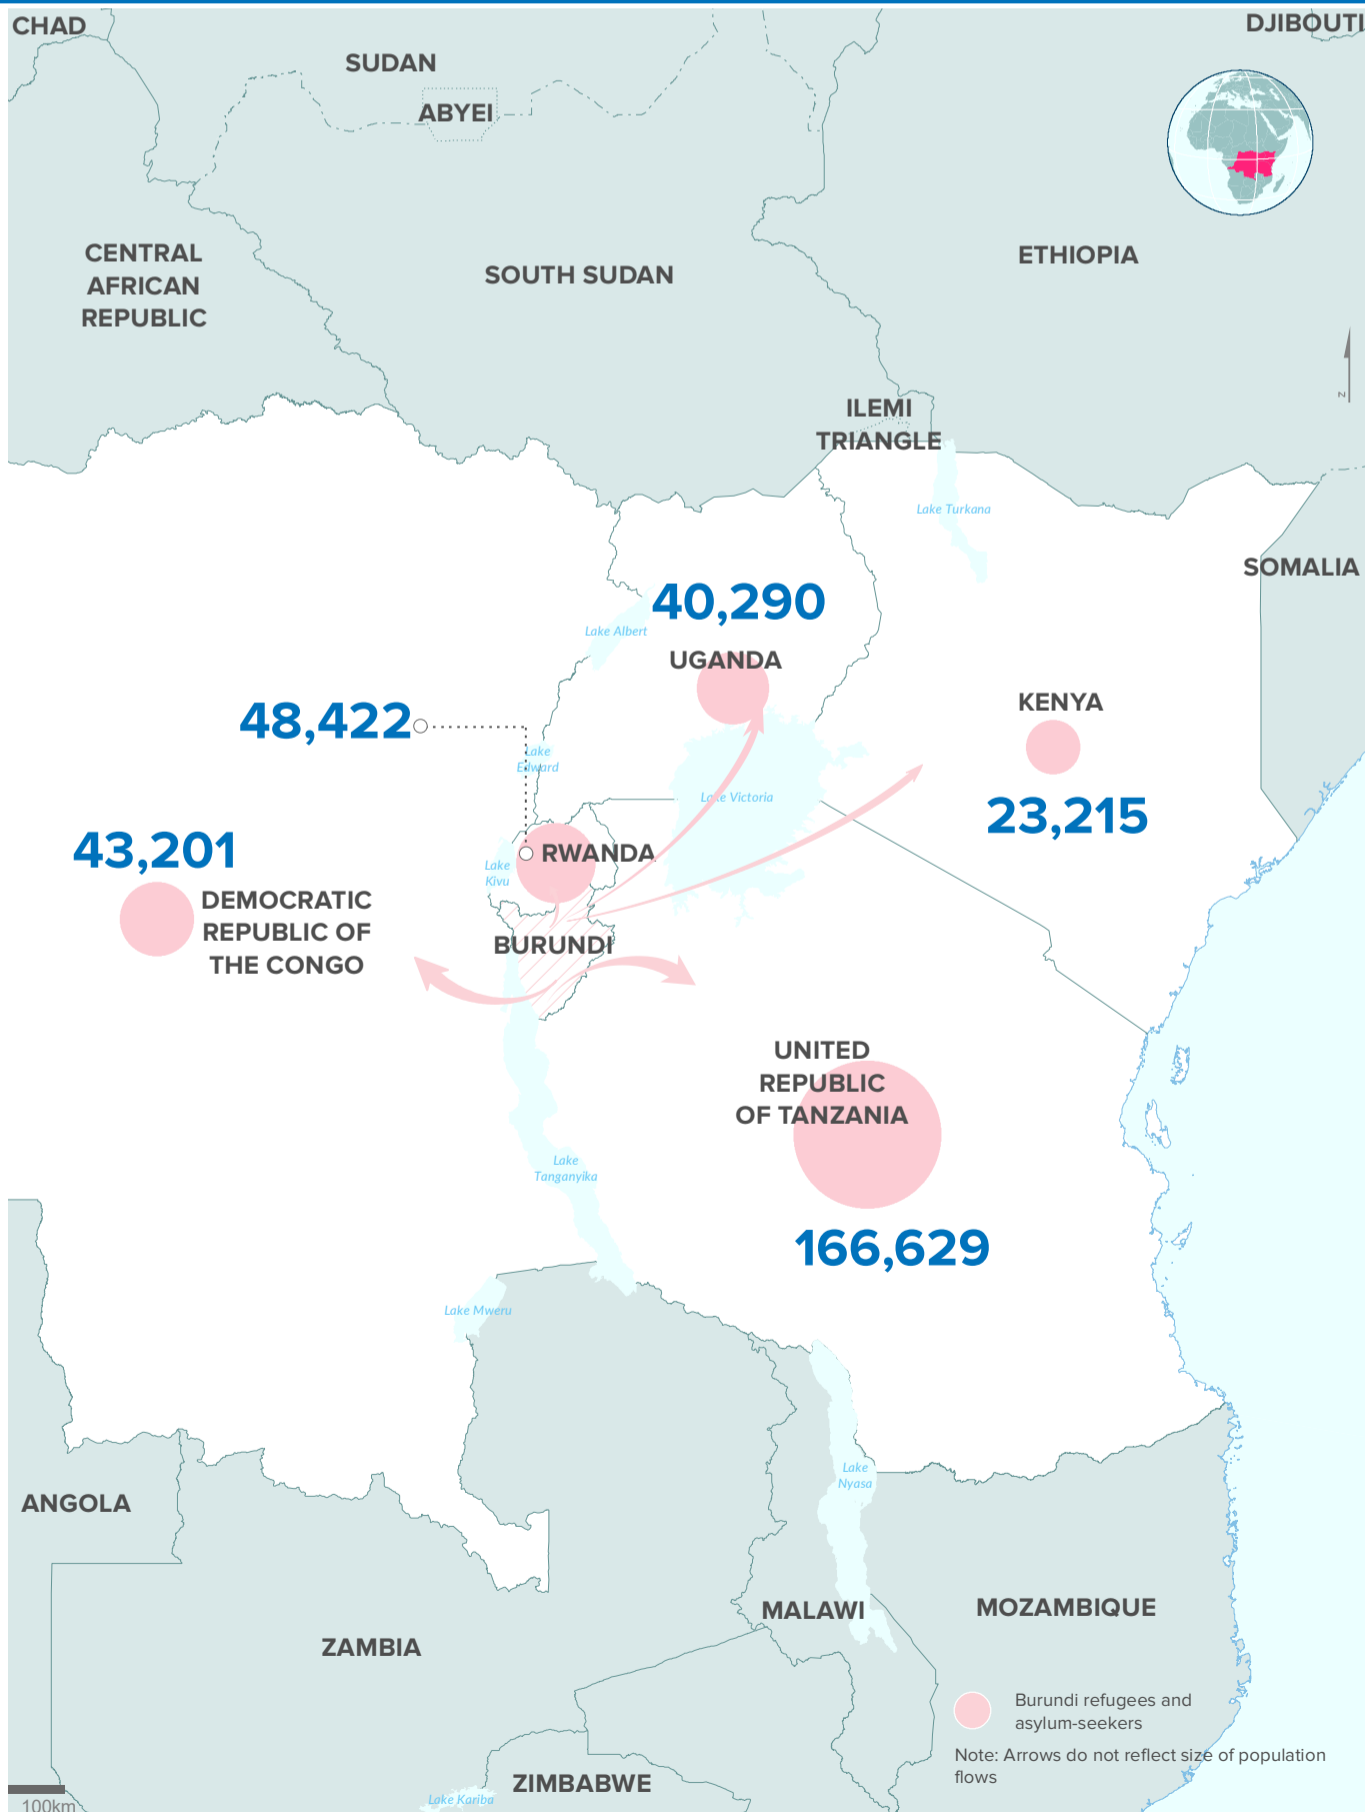 CHAD
DJIBOUTI
SUDAN
ABYEI
CENTRAL
AFRICAN
REPUBLIC
SOUTH SUDAN
ETHIOPIA
N
ILEMI
TRIANGLE
Lake Turkana
SOMALIA
40,290
Lake Albert
UGANDA
48,422
KENYA
Lake
Edward
Lake Victoria
23,215
43,201
RWANDA
Lake
Kivu
DEMOCRATIC
REPUBLIC OF
THE CONGO
BURUNDI
UNITED
REPUBLIC
OF TANZANIA
Lake
Tanganyika
166,629
Lake Mweru
Lake
Nyasa
ANGOLA
MALAWI
MOZAMBIQUE
ZAMBIA
Burundi refugees and
asylum-seekers
Note: Arrows do not reflect size of population
flows
ZIMBABWE
Lake Kariba
100km